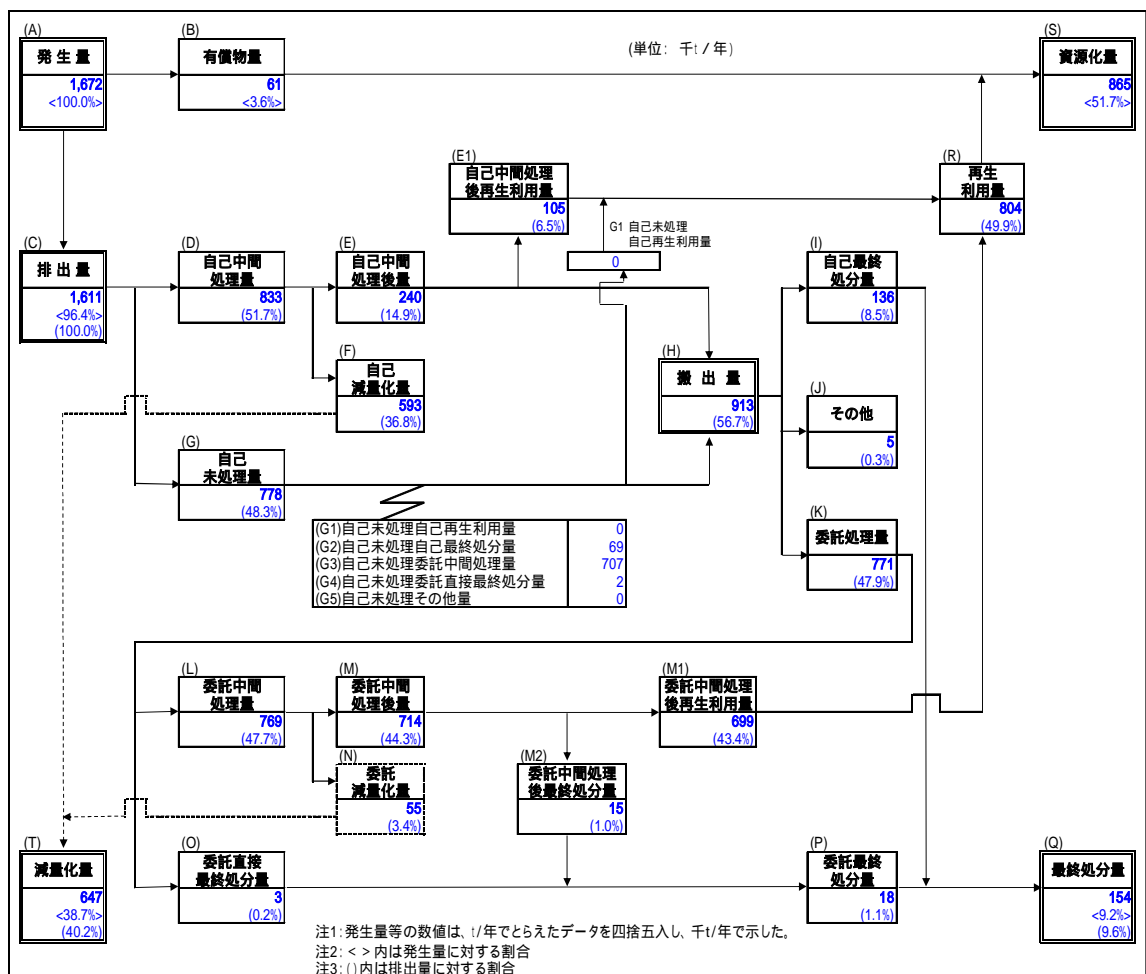 (A)
発 生 量
1,672
<100.0%>
(B)
有償物量
61
<3.6%>
(単位: 千t / 年)
(S)
資源化量
865
<51.7%>
(E1)
自己中間処理
後再生利用量
105
(6.5%)
G1 自己未処理
自己再生利用量
0
(R)
再生
利用量
804
(49.9%)
(C)
排 出 量
1,611
<96.4%>
(100.0%)
(D)
自己中間
処理量
833
(51.7%)
(E)
自己中間
処理後量
240
(14.9%)
(I)
自己最終
処分量
136
(8.5%)
(F)
自己
減量化量
593
(36.8%)
(H)
搬 出 量
913
(56.7%)
(J)
その他
5
(0.3%)
(G)
自己
未処理量
778
(48.3%)
(G1)自己未処理自己再生利用量 0
(G2)自己未処理自己最終処分量 69
(G3)自己未処理委託中間処理量 707
(G4)自己未処理委託直接最終処分量 2
(G5)自己未処理その他量 0
(K)
委託処理量
771
(47.9%)
(L)
委託中間
処理量
769
(47.7%)
(M)
委託中間
処理後量
714
(44.3%)
(M1)
委託中間処理
後再生利用量
699
(43.4%)
(N)
委託
減量化量
55
(3.4%)
(M2)
委託中間処理
後最終処分量
15
(1.0%)
(T)
減量化量
647
<38.7%>
(40.2%)
(O)
委託直接
最終処分量
3
(0.2%)
(P)
委託最終
処分量
18
(1.1%)
(Q)
最終処分量
154
<9.2%>
(9.6%)
注1:発生量等の数値は、t/年でとらえたデータを四捨五入し、千t/年で示した。
注2: < > 内は発生量に対する割合
注3: ( )内は排出量に対する割合